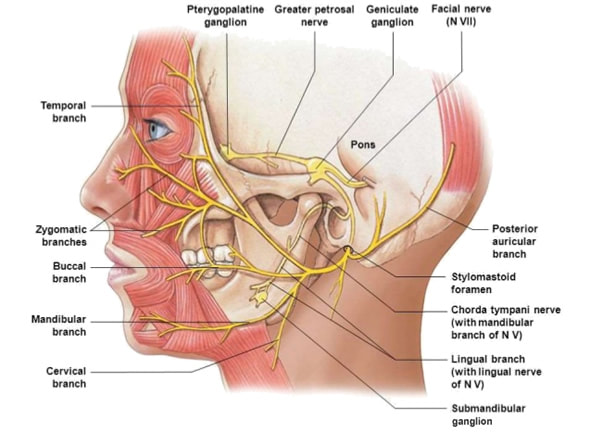 Pterygopalatine
ganglion
Greater petrosal
nerve
Geniculate
ganglion
Facial nerve
(N VII)
Temporal
branch
Pons
Zygomatic
branches
Buccal
branch
Mandibular
branch
Cervical
branch
Posterior
auricular
branch
Stylomastoid
foramen
Chorda tympani nerve
(with mandibular
branch of N V)
Lingual branch
(with lingual nerve
of N V)
Submandibular
ganglion